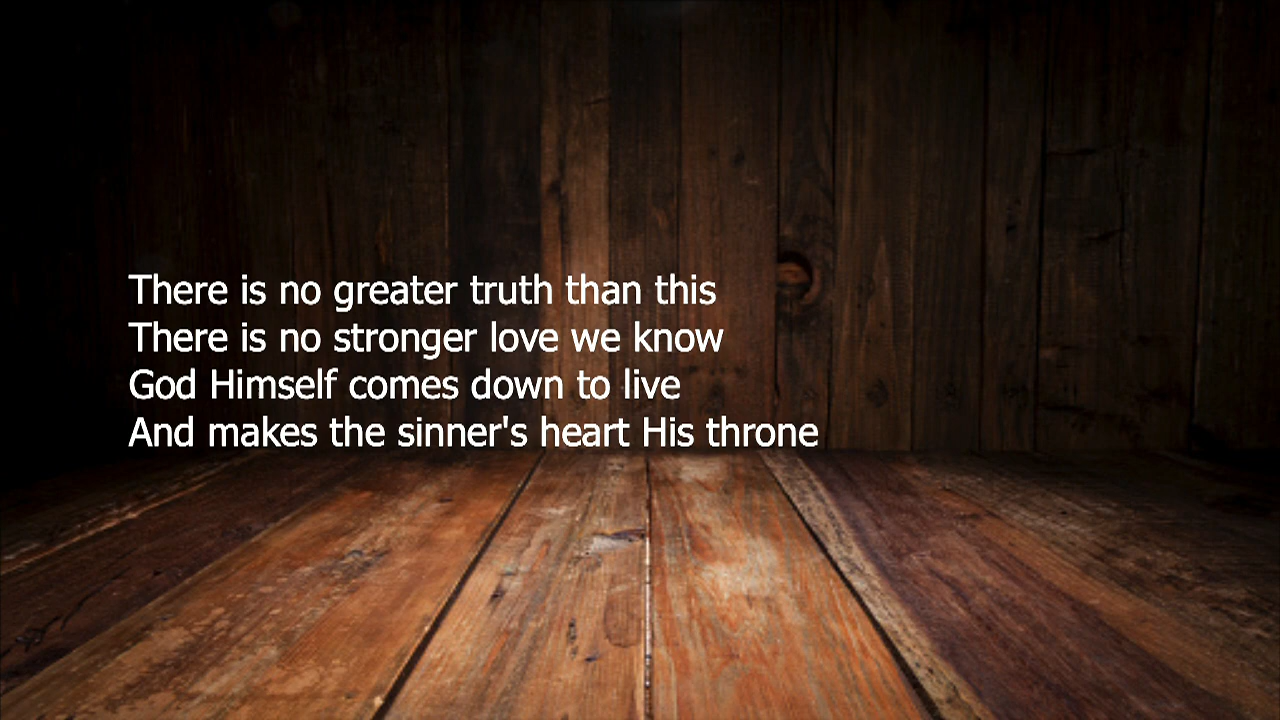 There is no greater truth than this
There is no stronger love we know
God Himself comes down to live
And makes the sinner's heart His throne